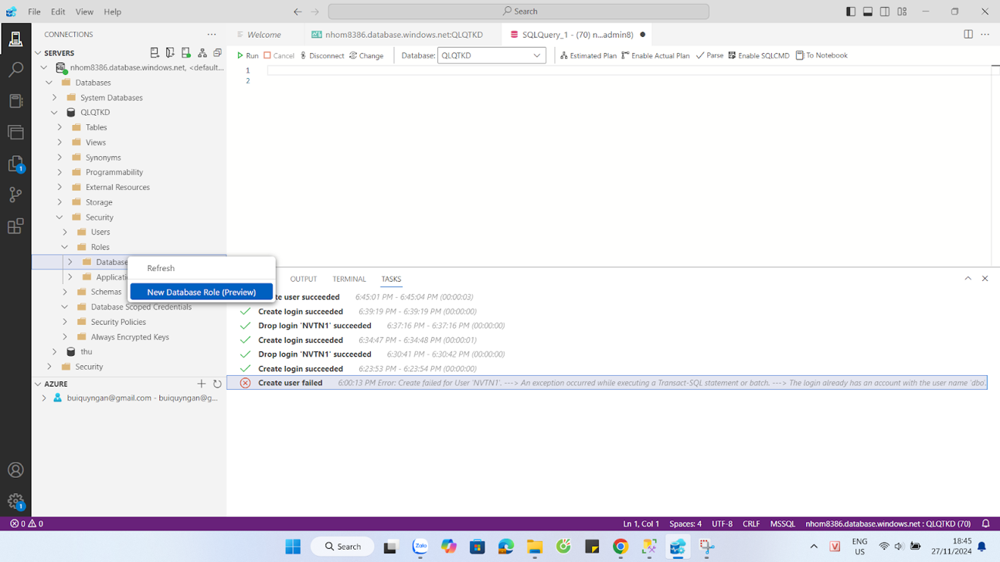 File Edit View Help
Search
CONNECTIONS
Welcome
nhom8386.database.windows.net:QLQTKD
SQLQuery_1 - (70) n...admin8)
SERVERS
Run Cancel Disconnect Change Database: QLQTKD Estimated Plan Enable Actual Plan Parse Enable SQLCMD To Notebook
nhom8386.database.windows.net, <default...
1
2
Databases
System Databases
QLQTKD
Tables
Views
Synonyms
Programmability
1
External Resources
Storage
Security
Users
Roles
Database
Refresh
Applicati
New Database Role (Preview)
Schemas
Database Scoped Credentials
Security Policies
Always Encrypted Keys
thu
Security
OUTPUT TERMINAL TASKS
te user succeeded 6:45:01 PM - 6:45:04 PM (00:00:03)
Create login succeeded 6:39:19 PM - 6:39:19 PM (00:00:00)
Drop login 'NVTN1' succeeded 6:37:16 PM - 6:37:16 PM (00:00:00)
Create login succeeded 6:34:47 PM - 6:34:48 PM (00:00:01)
Drop login 'NVTN1' succeeded 6:30:41 PM - 6:30:42 PM (00:00:00)
Create login succeeded 6:23:53 PM - 6:23:54 PM (00:00:00)
Create user failed 6:00:13 PM Error: Create failed for User 'NVTN1'. ---> An exception occurred while executing a Transact-SQL statement or batch. ---> The login already has an account with the user name 'dbo'.
AZURE
buiquyngan@gmail.com - buiquyngan@g...
1
0 0
Ln 1, Col 1 Spaces: 4 UTF-8 CRLF MSSQL nhom8386.database.windows.net : QLQTKD (70)
Search
Zalo
V
ENG
US
18:45
27/11/2024